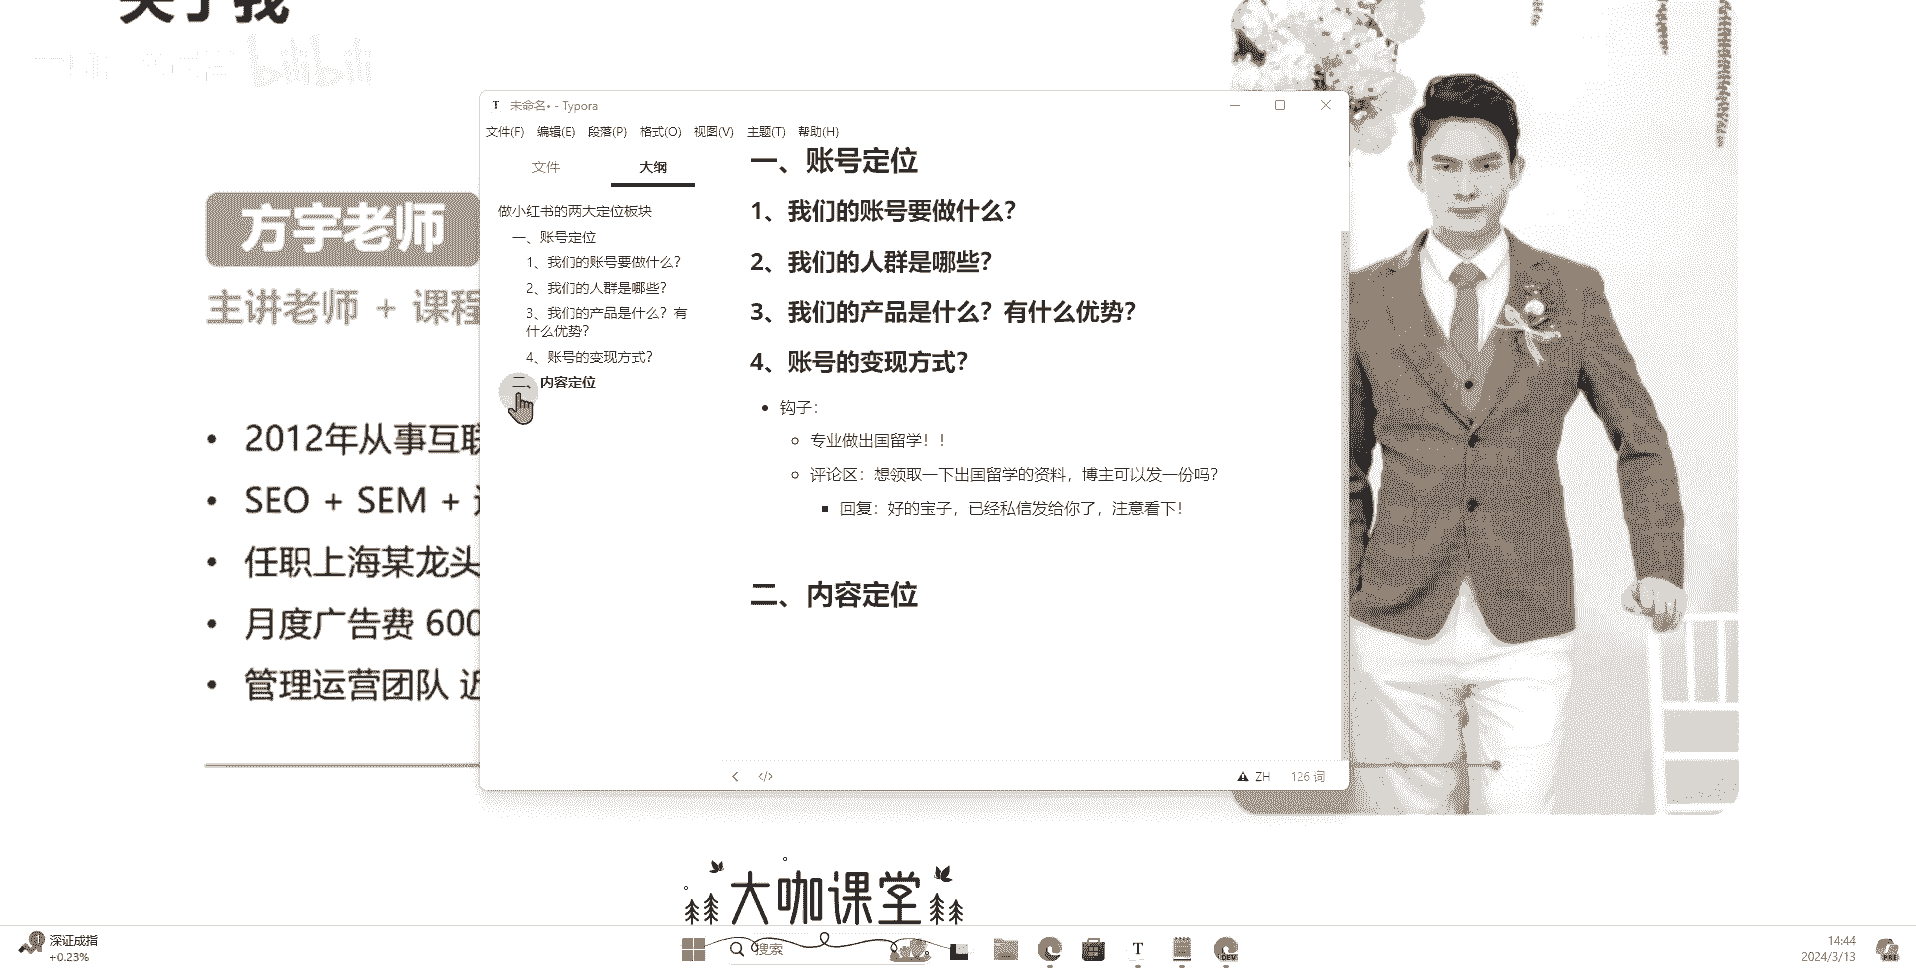 关于我
bilibili
方宇老师
主讲老师 + 课程
2012年从事互联
SEO + SEM +
任职上海某龙头
月度广告费 600
管理运营团队 近
未命名• - Typora
文件(F) 编辑(E) 段落(P) 格式(O) 视图(V) 主题(T) 帮助(H)
文件 大纲
做小红书的两大定位板块
一、账号定位
1、我们的账号要做什么？
2、我们的人群是哪些？
3、我们的产品是什么？有
什么优势？
4、账号的变现方式？
二、内容定位
一、账号定位
1、我们的账号要做什么？
2、我们的人群是哪些？
3、我们的产品是什么？有什么优势？
4、账号的变现方式？
钩子：
专业做出国留学！！
评论区：想领取一下出国留学的资料，博主可以发一份吗？
回复：好的宝子，已经私信发给你了，注意看下！
二、内容定位
</> ZH 126 词
大咖课堂
深证成指
+0.23%
搜索
T
DEV
14:44
2024/3/13
PRE